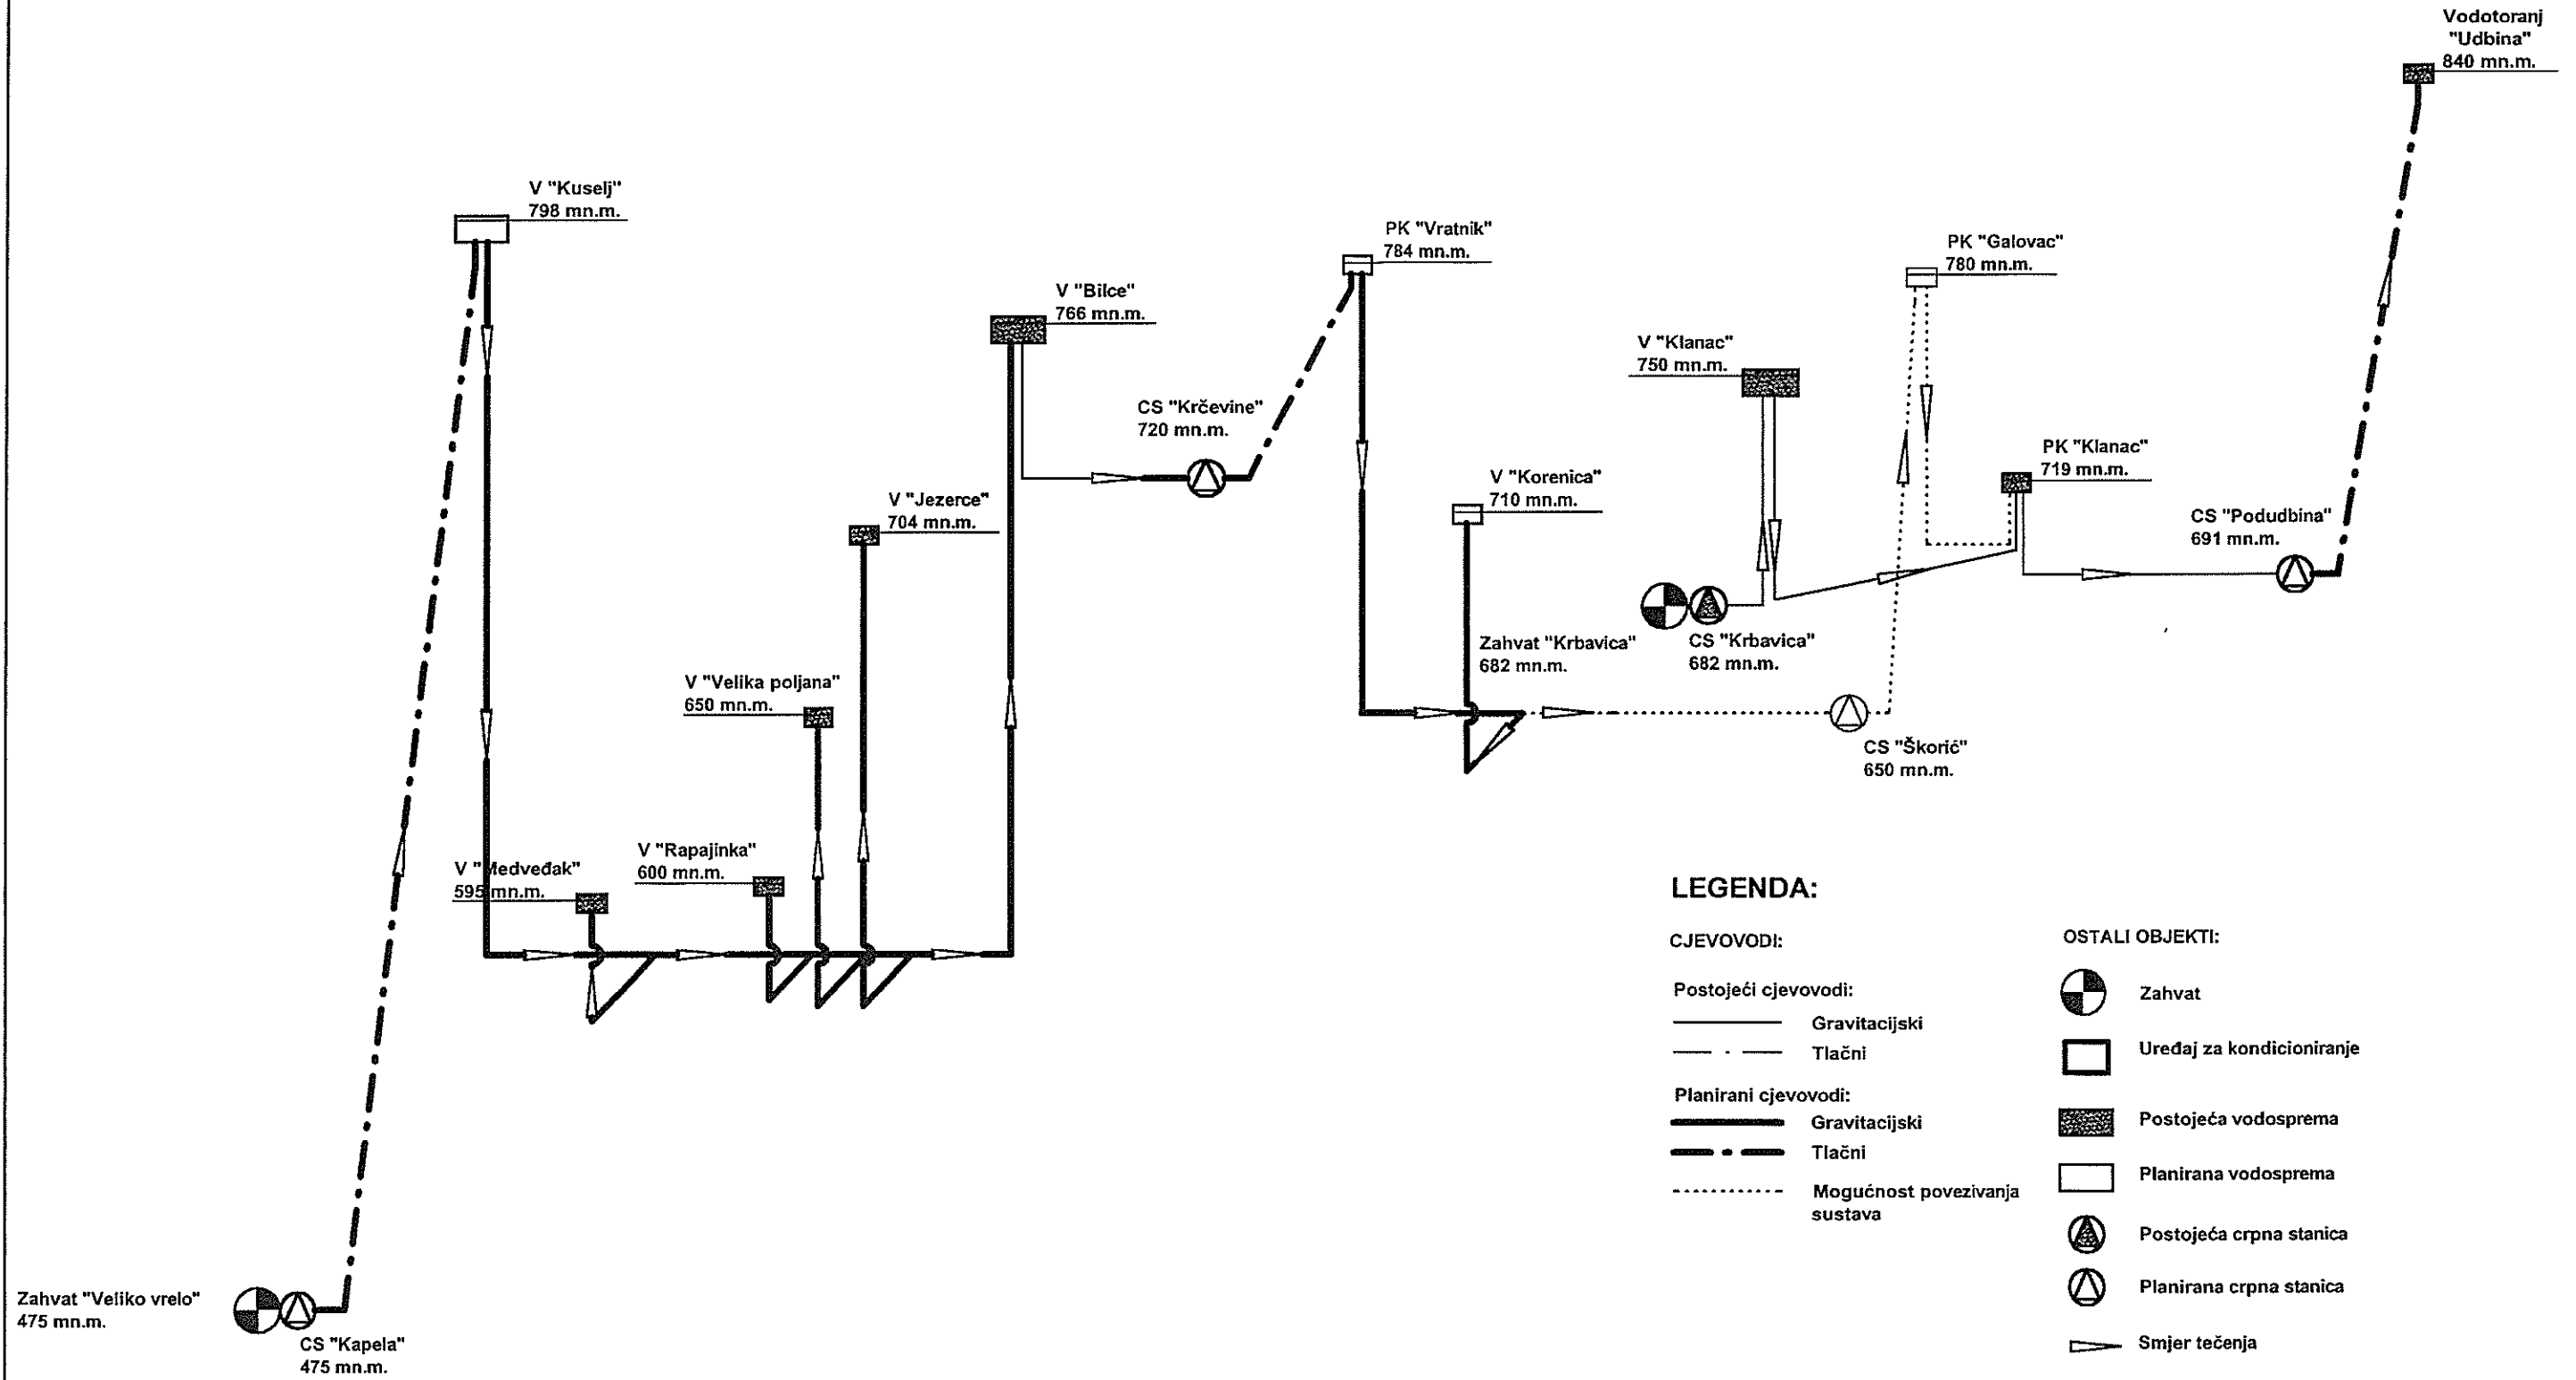 Vodotoranj
"Udbina"
840 mn.m.
V "Kuselj"
798 mn.m.
PK "Vratnik"
784 mn.m.
PK "Galovac"
780 mn.m.
V "Bilce"
766 mn.m.
V "Klanac"
750 mn.m.
CS "Krčevine"
720 mn.m.
PK "Klanac"
719 mn.m.
V "Korenica"
710 mn.m.
V "Jezerce"
704 mn.m.
CS "Podudbina"
691 mn.m.
Zahvat "Krbavica"
682 mn.m.
CS "Krbavica"
682 mn.m.
V "Velika poljana"
650 mn.m.
CS "Škorić"
650 mn.m.
V "Rapajinka"
600 mn.m.
V "Medveđak"
595 mn.m.
Zahvat "Veliko vrelo"
475 mn.m.
CS "Kapela"
475 mn.m.
LEGENDA:
CJEVOVODI:
Postojeći cjevovodi:
Gravitacijski
Tlačni
Planirani cjevovodi:
Gravitacijski
Tlačni
Mogućnost povezivanja
sustava
OSTALI OBJEKTI:
Zahvat
Uređaj za kondicioniranje
Postojeća vodosprema
Planirana vodosprema
Postojeća crpna stanica
Planirana crpna stanica
Smjer tečenja